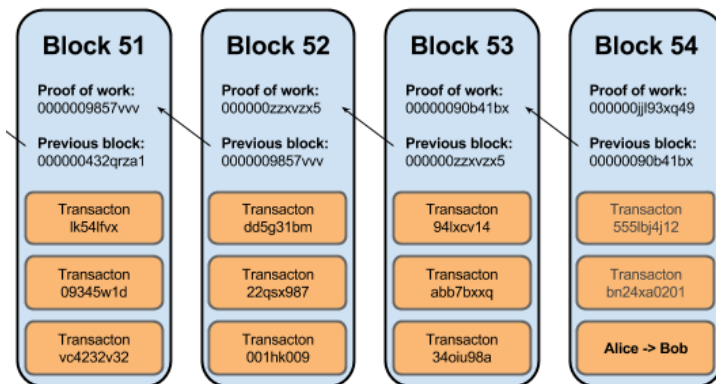 Block 51
Proof of work:
0000009857vvv
Previous block:
000000432qrza1
Transacton
lk54lfvx
Transacton
09345w1d
Transacton
vc4232v32
Block 52
Proof of work:
000000zzxvzx5
Previous block:
0000009857vvv
Transacton
dd5g31bm
Transacton
22qsx987
Transacton
001hk009
Block 53
Proof of work:
00000090b41bx
Previous block:
000000zzxvzx5
Transacton
94lxcv14
Transacton
abb7bxxq
Transacton
34oiu98a
Block 54
Proof of work:
000000jjl93xq49
Previous block:
00000090b41bx
Transacton
555lbj4j12
Transacton
bn24xa0201
Alice -> Bob